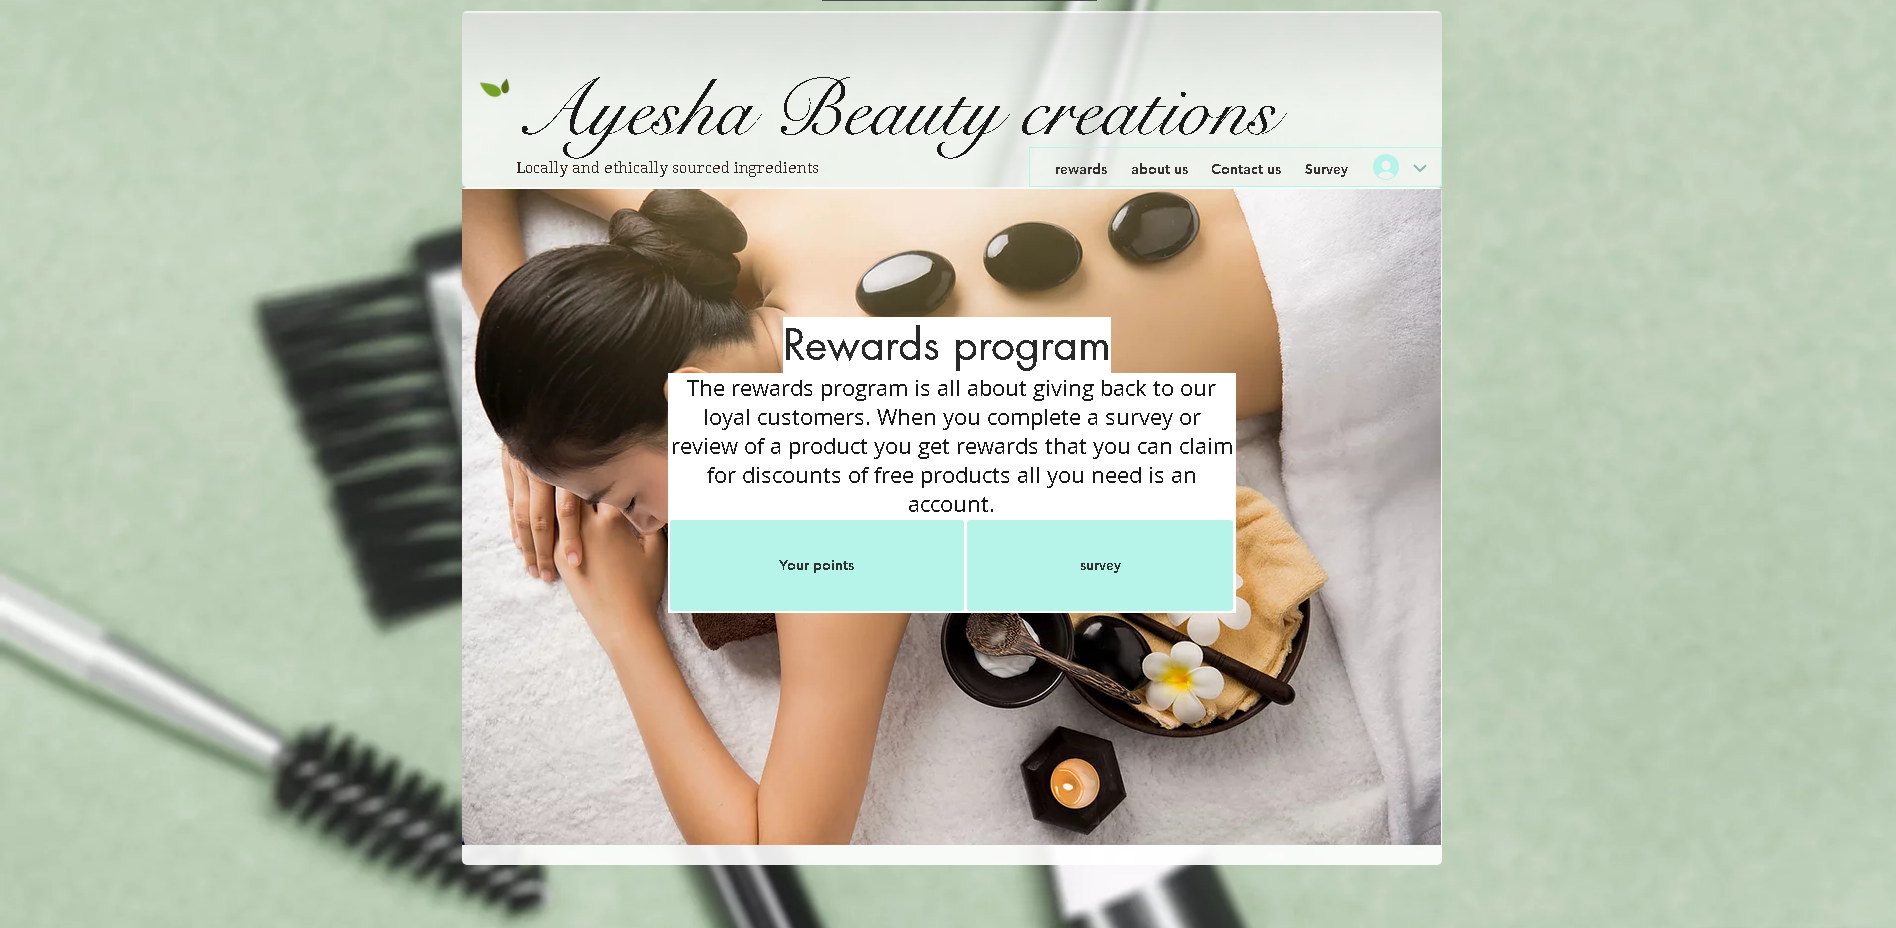 Ayesha Beauty creations
Locally and ethically sourced ingredients
rewards about us Contact us Survey
Rewards program
The rewards program is all about giving back to our
loyal customers. When you complete a survey or
review of a product you get rewards that you can claim
for discounts of free products all you need is an
account.
Your points survey